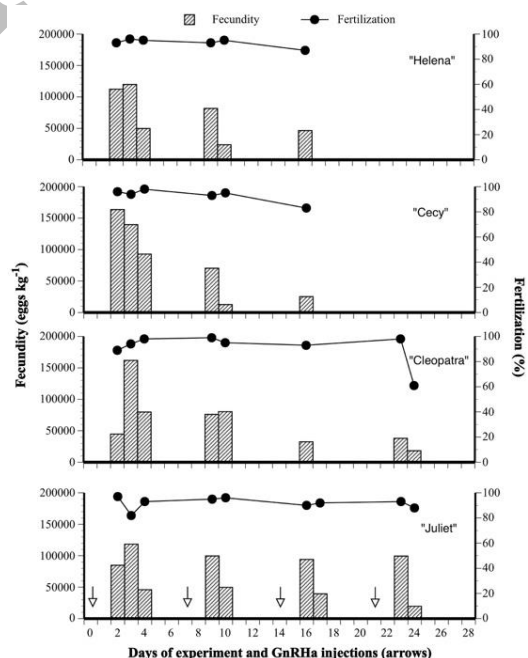 Fecundity Fertilization
200000 100
150000 80
100000 60
50000 40
0 20
0
"Helena"
200000 100
150000 80
100000 60
50000 40
0 20
0
"Cecy"
200000 100
150000 80
100000 60
50000 40
0 20
0
"Cleopatra"
200000 100
150000 80
100000 60
50000 40
0 20
0
"Juliet"
Fecundity (eggs kg⁻¹)
Fertilization (%)
0 2 4 6 8 10 12 14 16 18 20 22 24 26 28
Days of experiment and GnRHa injections (arrows)